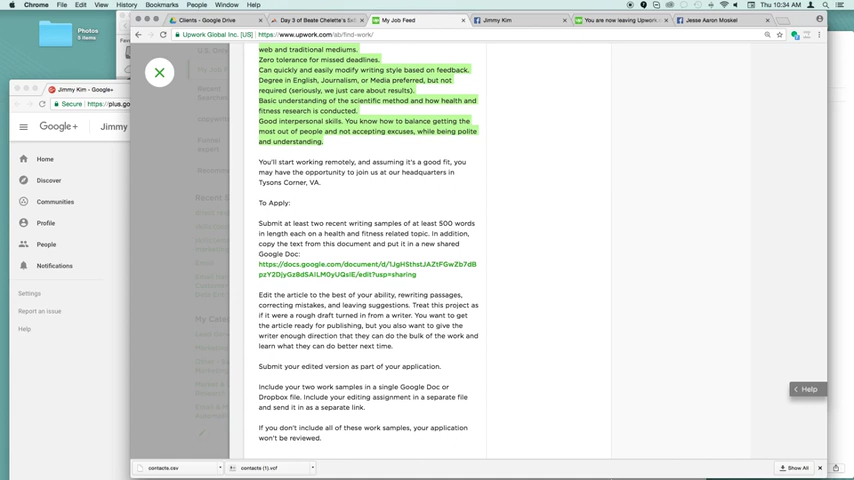 Chrome File Edit View History Bookmarks People Window Help
Thu 10:34 AM
Photos
5 items
Clients - Google Drive
Day 3 of Beate Chelette's Sel
My Job Feed
Jimmy Kim
You are now leaving Upwork
Jesse Aaron Moskel
Upwork Global Inc. [US]
https://www.upwork.com/ab/find-work/
Jimmy Kim - Google+
Secure
https://plus.go
Google+
Jimmy
Home
Discover
Communities
Profile
People
Notifications
Settings
Report an issue
Help
web and traditional mediums.
Zero tolerance for missed deadlines.
Can quickly and easily modify writing style based on feedback.
Degree in English, Journalism, or Media preferred, but not
required (seriously, we just care about results).
Basic understanding of the scientific method and how health and
fitness research is conducted.
Good interpersonal skills. You know how to balance getting the
most out of people and not accepting excuses, while being polite
and understanding.
You'll start working remotely, and assuming it's a good fit, you
may have the opportunity to join us at our headquarters in
Tysons Corner, VA.
To Apply:
Submit at least two recent writing samples of at least 500 words
in length each on a health and fitness related topic. In addition,
copy the text from this document and put it in a new shared
Google Doc:
Edit the article to the best of your ability, rewriting passages,
correcting mistakes, and leaving suggestions. Treat this project as
if it were a rough draft turned in from a writer. You want to get
the article ready for publishing, but you also want to give the
writer enough direction that they can do the bulk of the work and
learn what they can do better next time.
Submit your edited version as part of your application.
Include your two work samples in a single Google Doc or
Dropbox file. Include your editing assignment in a separate file
and send it in as a separate link.
If you don't include all of these work samples, your application
won't be reviewed.
Help
contacts.csv
contacts (1).vcf
Show All